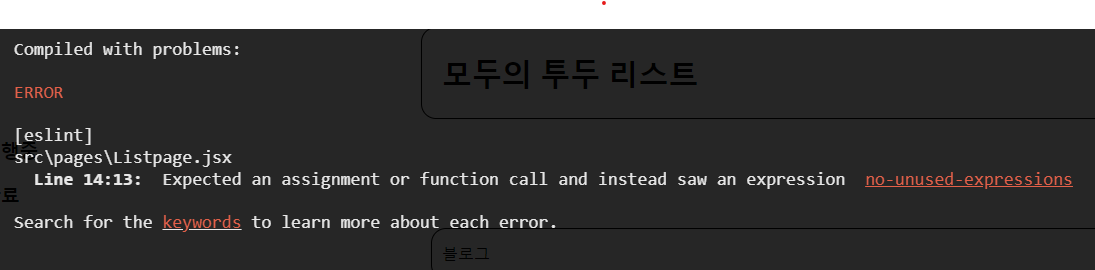 Compiled with problems:
모두의 투두 리스트
ERROR
[eslint]
행중
src\pages\Listpage.jsx
Line 14:13:  Expected an assignment or function call and instead saw an expression  no-unused-expressions
료
Search for the keywords to learn more about each error.
블로그